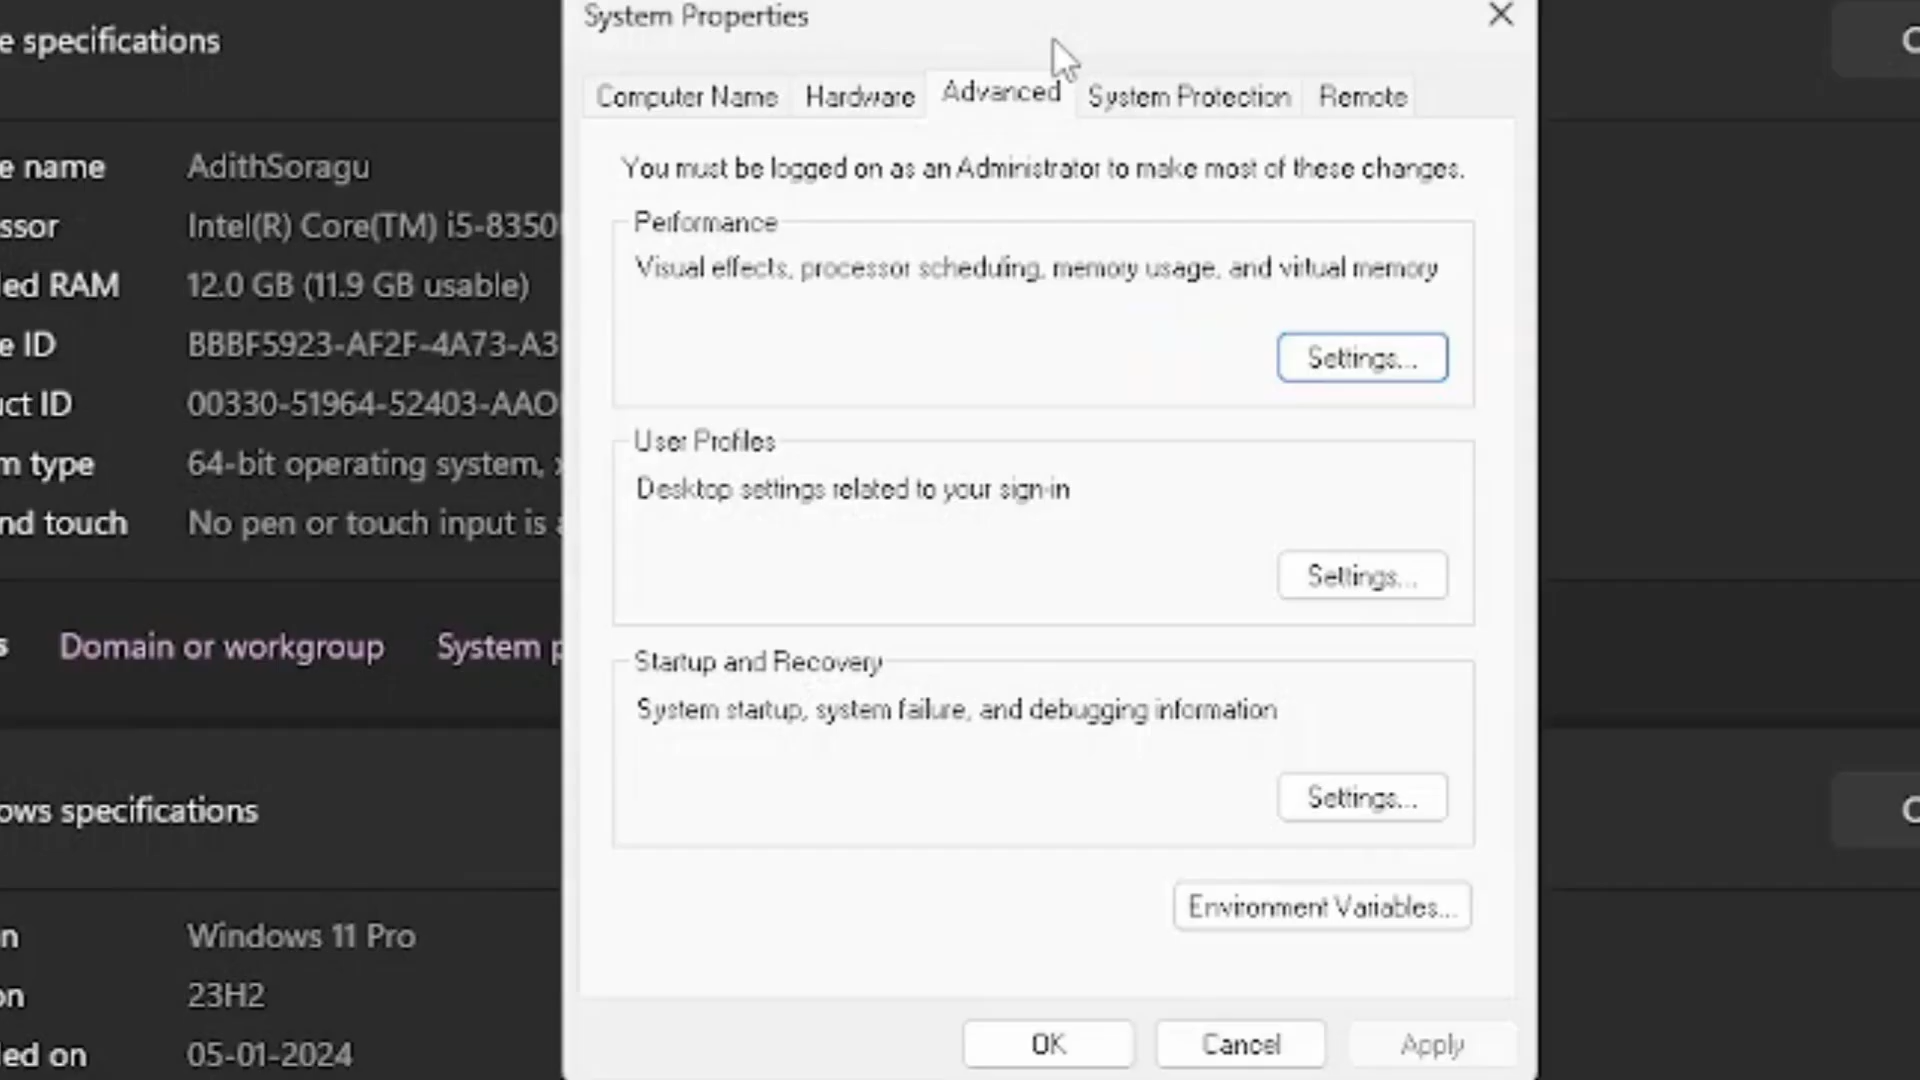 e specifications
e name AdithSoragu
ssor Intel(R) Core(TM) i5-8350
led RAM 12.0 GB (11.9 GB usable)
e ID BBBF5923-AF2F-4A73-A3
ct ID 00330-51964-52403-AAO
m type 64-bit operating system,
nd touch No pen or touch input is
s Domain or workgroup System p
ows specifications
n Windows 11 Pro
on 23H2
led on 05-01-2024
System Properties
Computer Name Hardware Advanced System Protection Remote
You must be logged on as an Administrator to make most of these changes.
Performance
Visual effects, processor scheduling, memory usage, and virtual memory
Settings...
User Profiles
Desktop settings related to your sign-in
Settings...
Startup and Recovery
System startup, system failure, and debugging information
Settings...
Environment Variables...
OK Cancel Apply
C
C